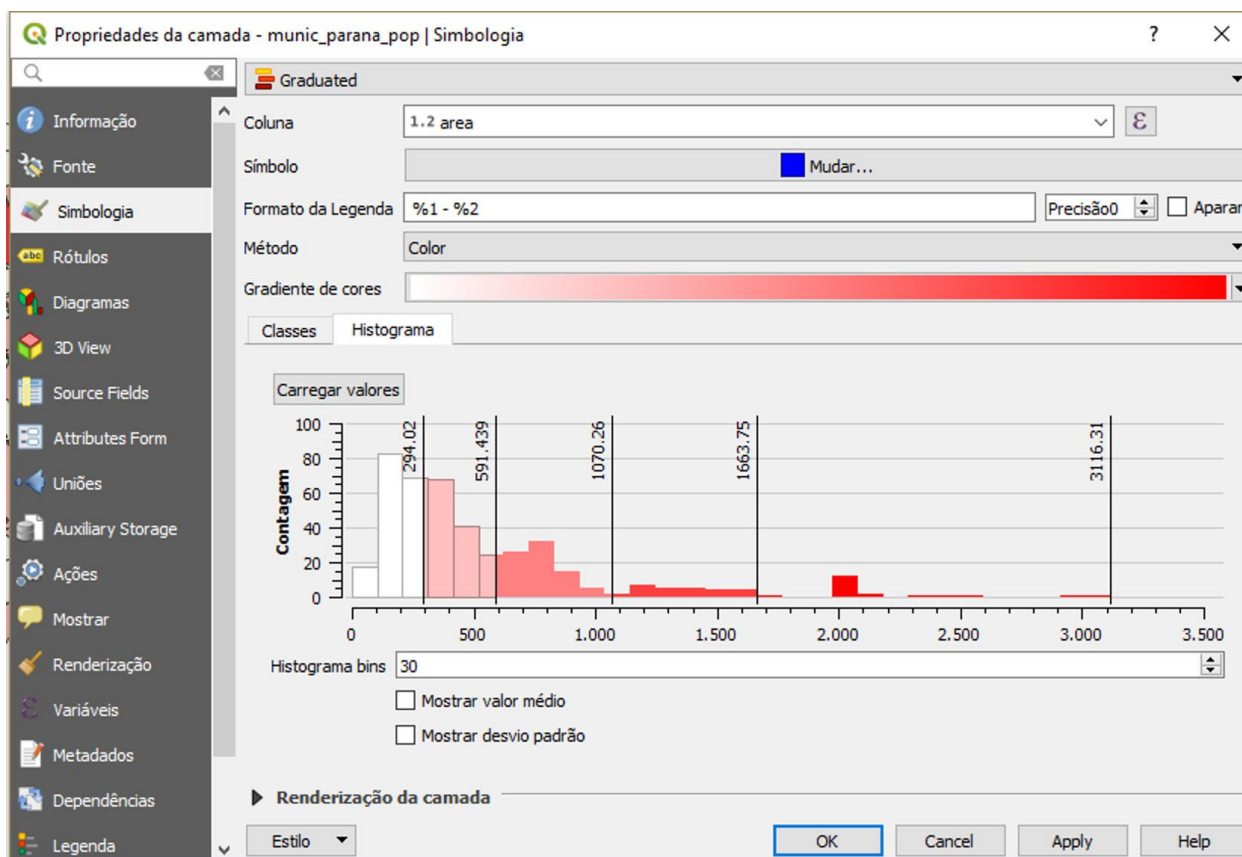 Propriedades da camada - munic_parana_pop | Simbologia
?
Graduated
Informação
Fonte
Simbologia
Rótulos
abc
Diagramas
3D View
Source Fields
Attributes Form
Uniões
Auxiliary Storage
Ações
Mostrar
Renderização
Variáveis
Metadados
Dependências
Legenda
Coluna
1.2 area
ε
Símbolo
Mudar...
Formato da Legenda
%1 - %2
Precisão0
Aparar
Método
Color
Gradiente de cores
Classes
Histograma
Carregar valores
Contagem
100
80
60
40
20
0
294.02
591.439
1070.26
1663.75
3116.31
0 500 1.000 1.500 2.000 2.500 3.000 3.500
Histograma bins
30
Mostrar valor médio
Mostrar desvio padrão
Renderização da camada
Estilo
OK
Cancel
Apply
Help